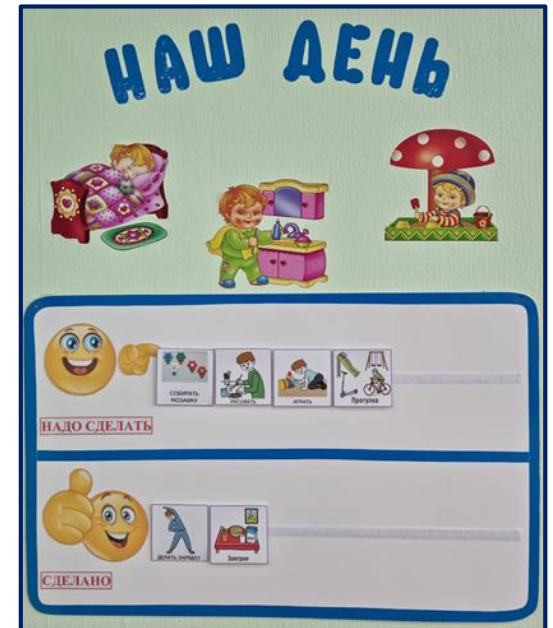 НАШ ДЕНЬ
СОБИРАТЬ
МОЗАИКУ
РИСОВАТЬ
ИГРАТЬ
Прогулка
НАДО СДЕЛАТЬ
ДЕЛАТЬ ЗАРЯДКУ
Завтрак
СДЕЛАНО